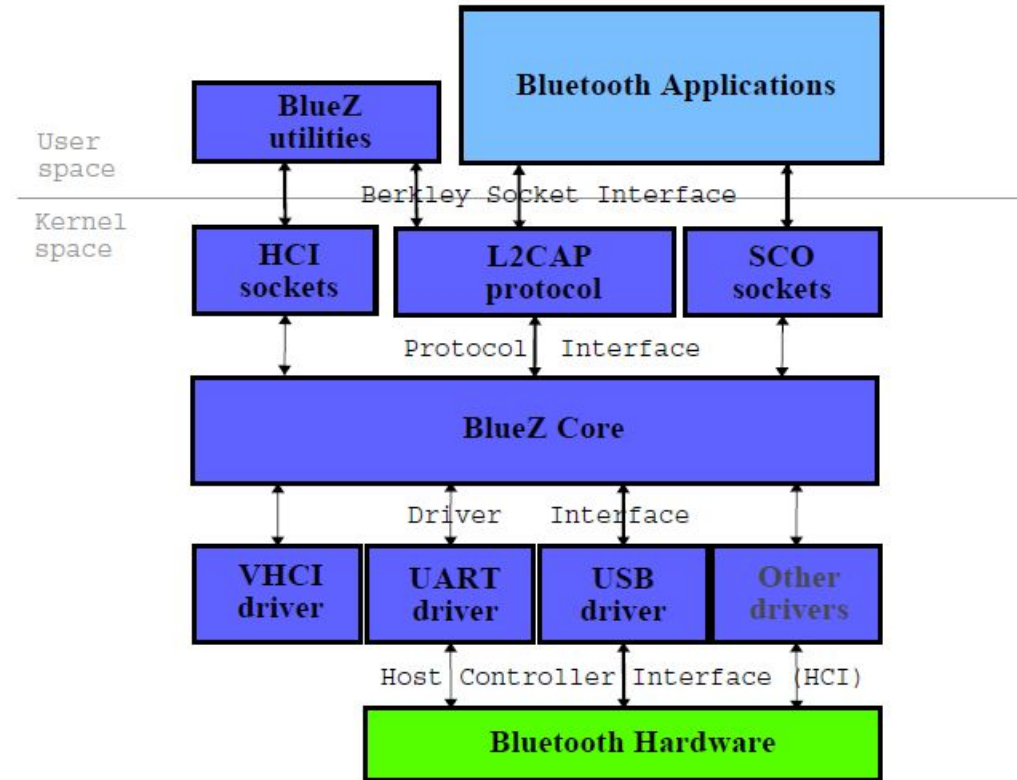 Bluetooth Applications
BlueZ
utilities
User
space
Berkley Socket Interface
Kernel
space
HCI
sockets
L2CAP
protocol
SCO
sockets
Protocol Interface
BlueZ Core
Driver Interface
VHCI
driver
UART
driver
USB
driver
Other
drivers
Host Controller Interface (HCI)
Bluetooth Hardware